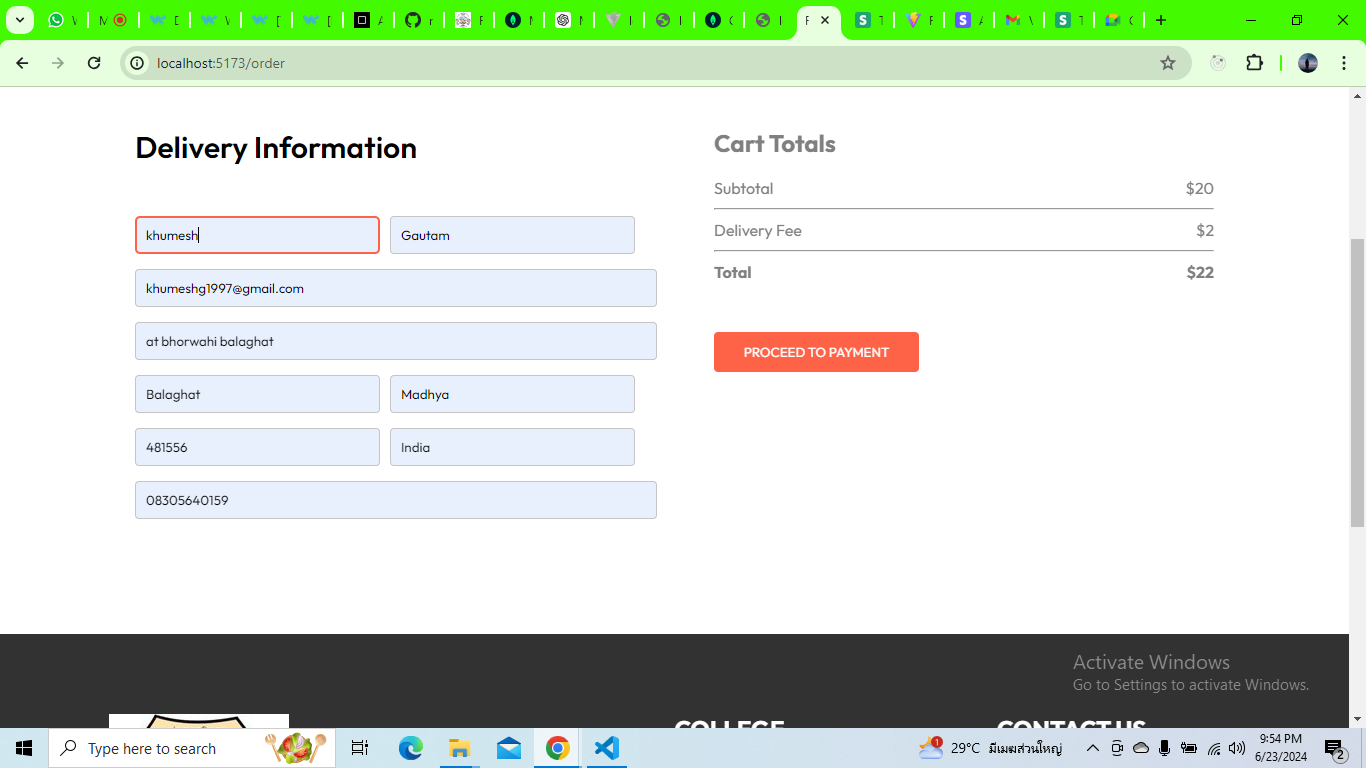 localhost:5173/order
Delivery Information
khumesh
Gautam
khumeshg1997@gmail.com
at bhorwahi balaghat
Balaghat
Madhya
481556
India
08305640159
Cart Totals
Subtotal $20
Delivery Fee $2
Total $22
PROCEED TO PAYMENT
Activate Windows
Go to Settings to activate Windows.
COLLEGE
CONTACT US
Type here to search
29°C มีเมฆส่วนใหญ่
9:54 PM
6/23/2024